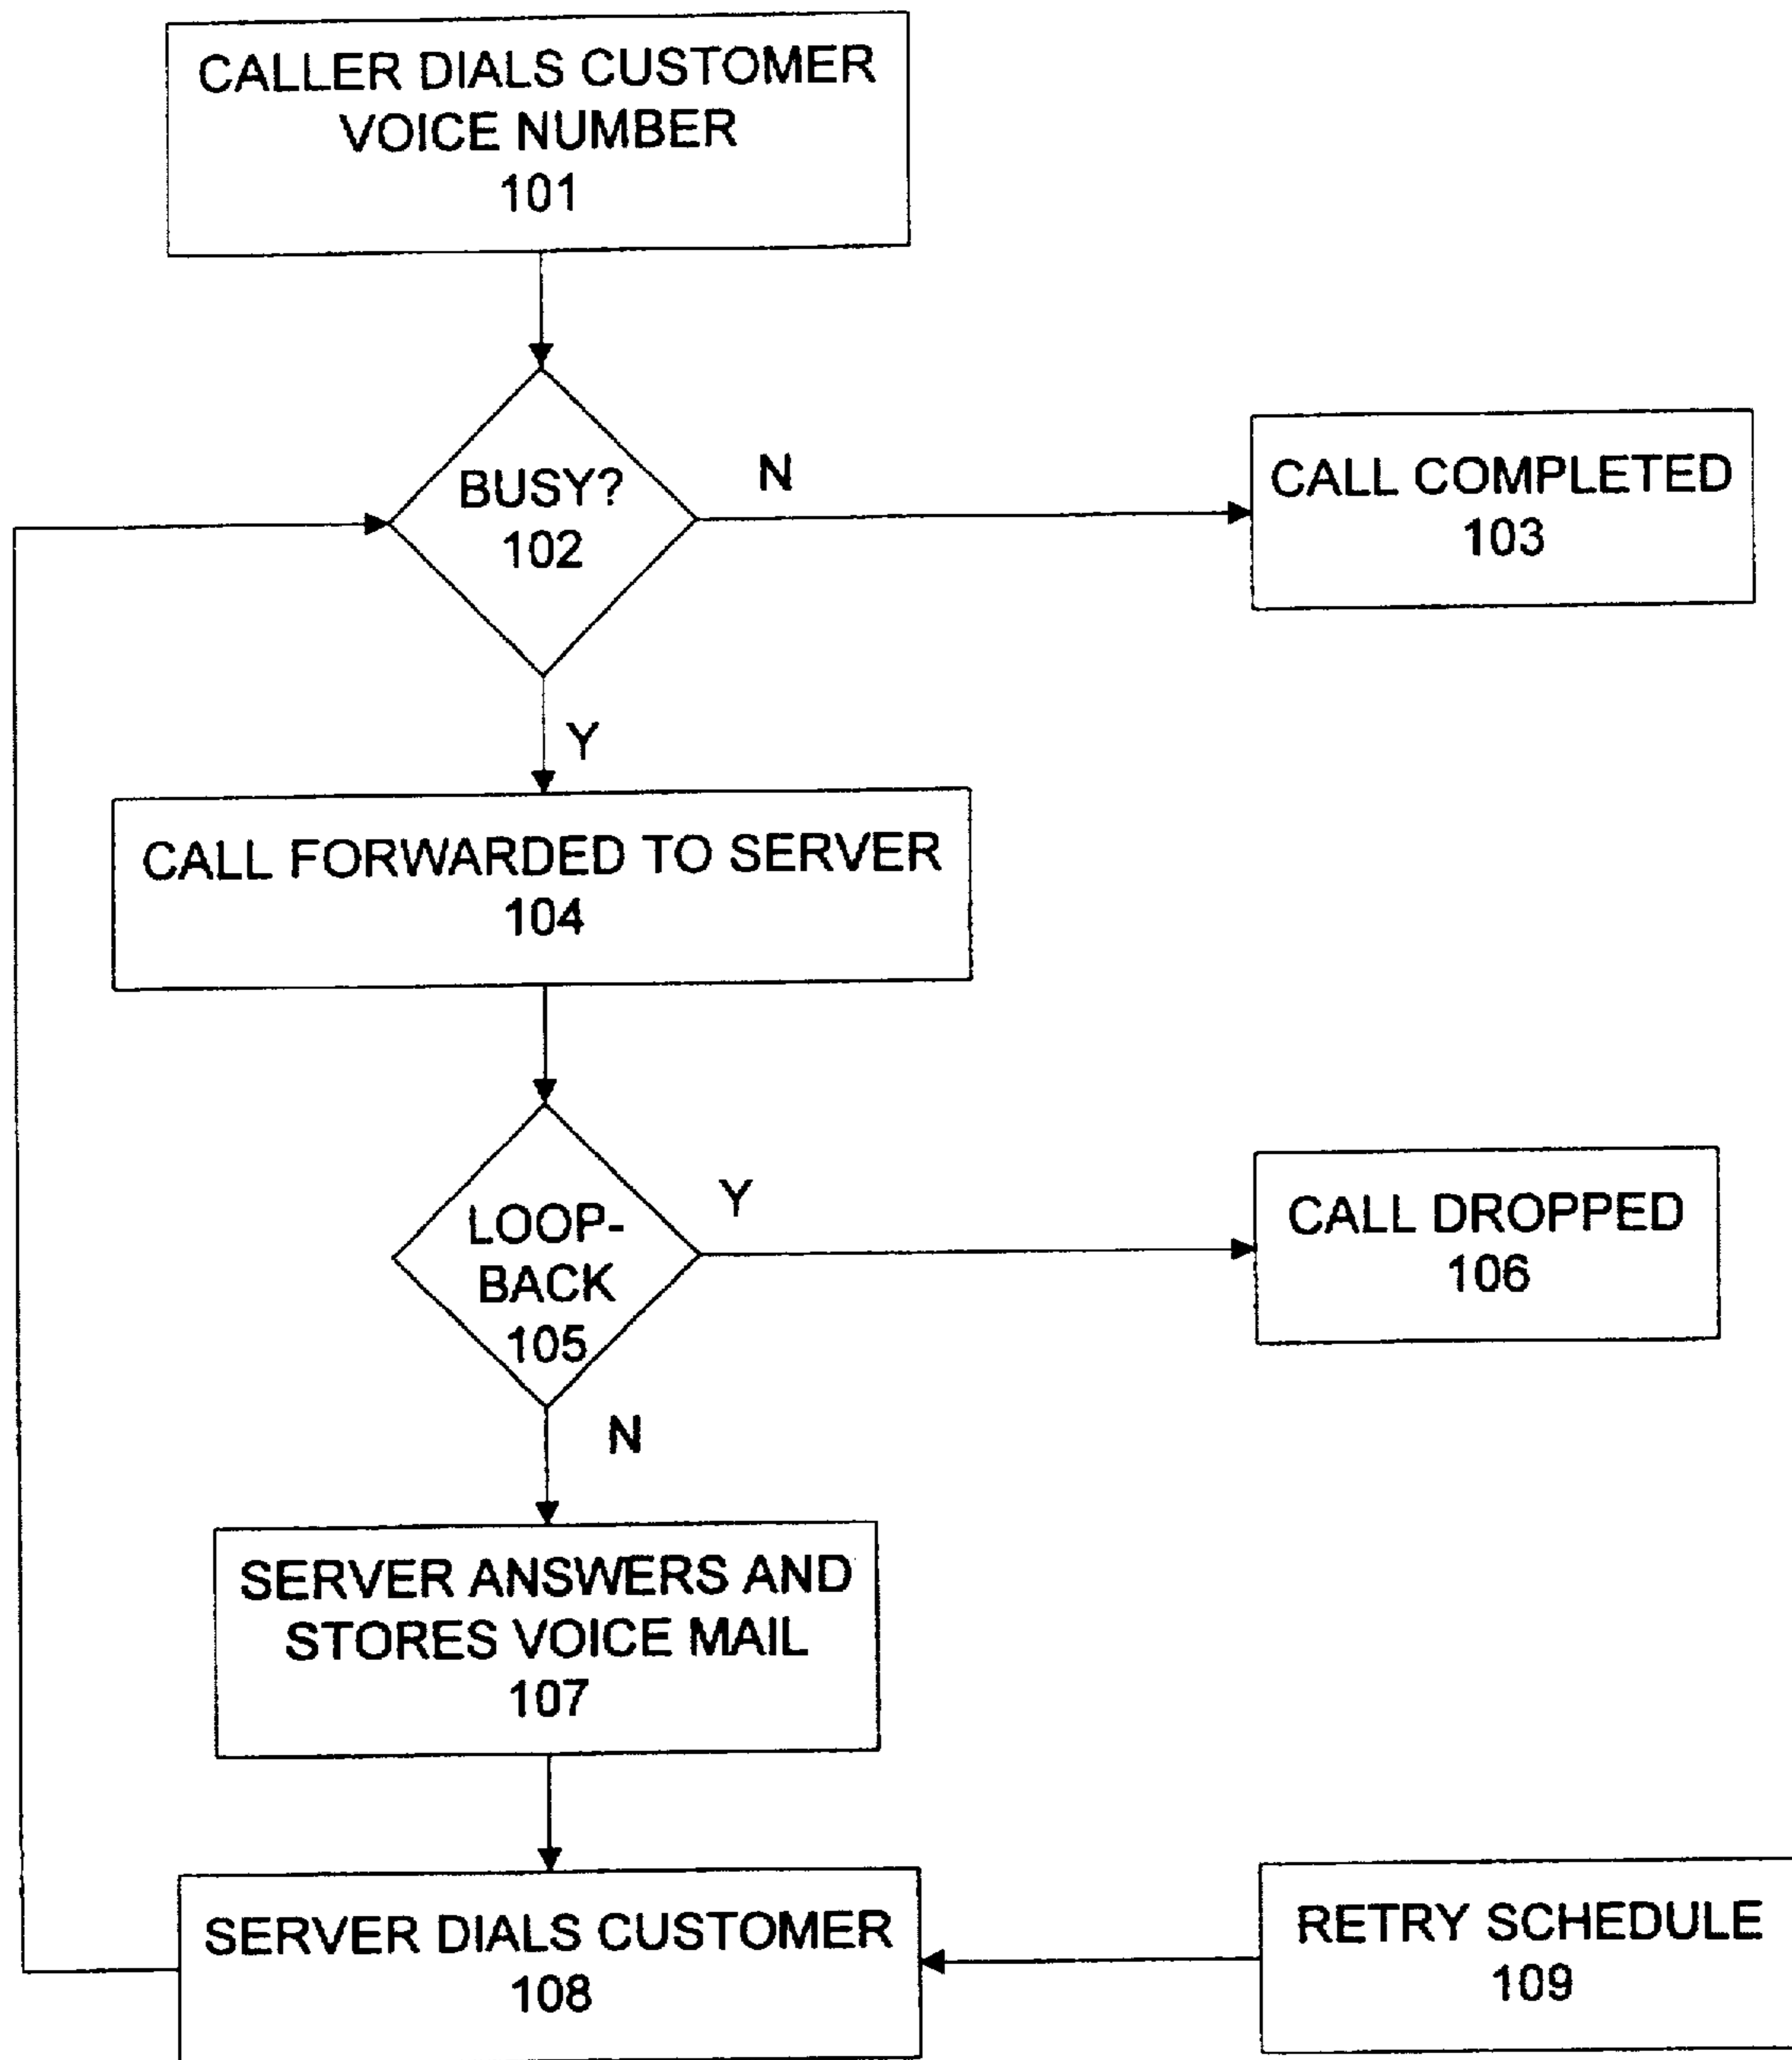 CALLER DIALS CUSTOMER
VOICE NUMBER
101
BUSY?
102
N
CALL COMPLETED
103
Y
CALL FORWARDED TO SERVER
104
LOOP-
BACK
105
Y
CALL DROPPED
106
N
SERVER ANSWERS AND
STORES VOICE MAIL
107
SERVER DIALS CUSTOMER
108
RETRY SCHEDULE
109